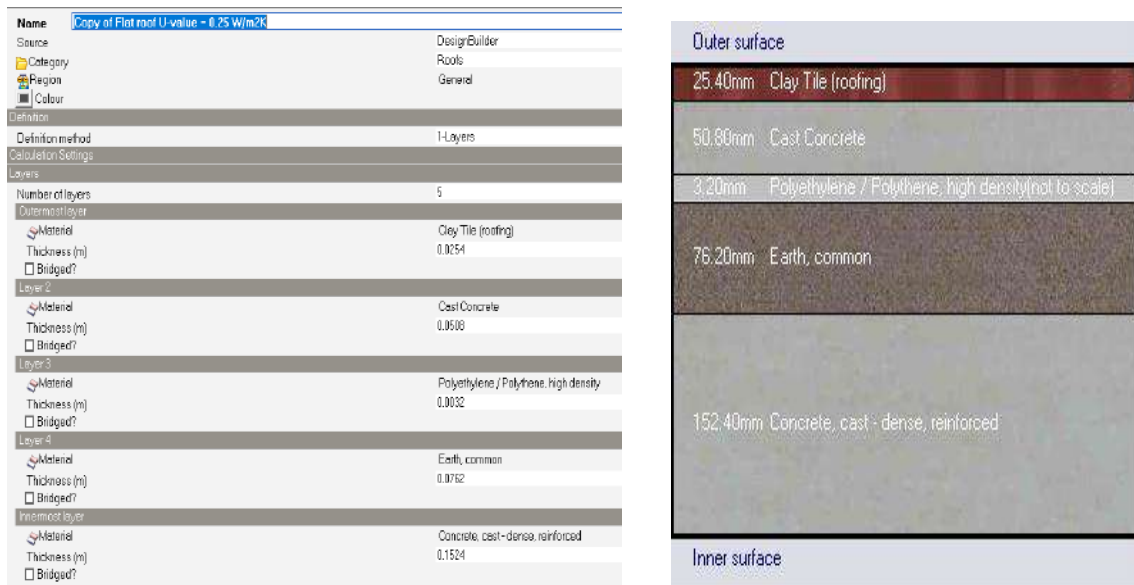 Name Copy of Flat roof U-value = 0.25 W/m2K
Source DesignBuilder
Category Roofs
Region General
Colour
Definition
Definition method 1-Layers
Calculation Settings
Layers
Number of layers 5
Outermost layer
Material Clay Tile (roofing)
Thickness (m) 0.0254
Bridged?
Layer 2
Material Cast Concrete
Thickness (m) 0.0508
Bridged?
Layer 3
Material Polyethylene / Polythene, high density
Thickness (m) 0.0032
Bridged?
Layer 4
Material Earth, common
Thickness (m) 0.0762
Bridged?
Innermost layer
Material Concrete, cast - dense, reinforced
Thickness (m) 0.1524
Bridged?
Outer surface
25.40mm Clay Tile (roofing)
50.80mm Cast Concrete
3.20mm Polyethylene / Polythene, high density(not to scale)
76.20mm Earth, common
152.40mm Concrete, cast - dense, reinforced
Inner surface